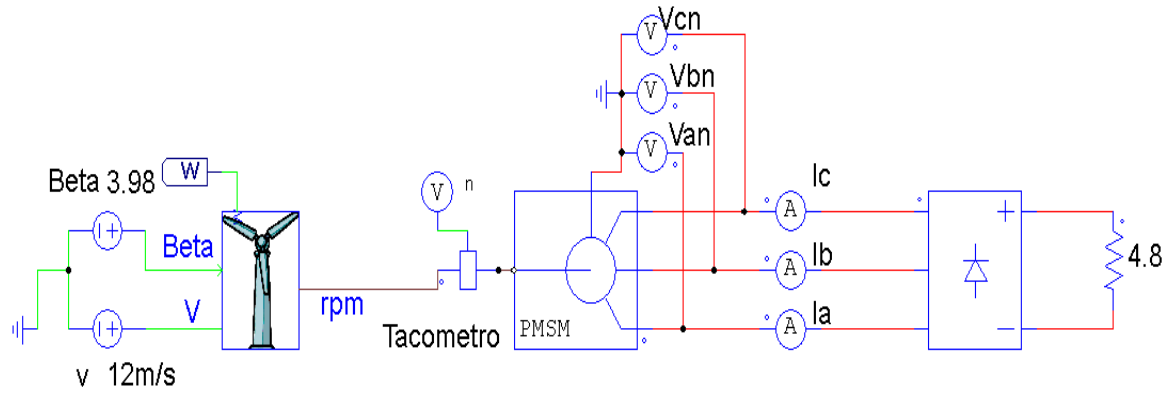 Vcn
V
Vbn
V
Van
V
W
Beta 3.98
V
n
Beta
V
rpm
v 12m/s
Tacometro
PMSM
Ic
A
Ib
A
Ia
A
+
−
4.8